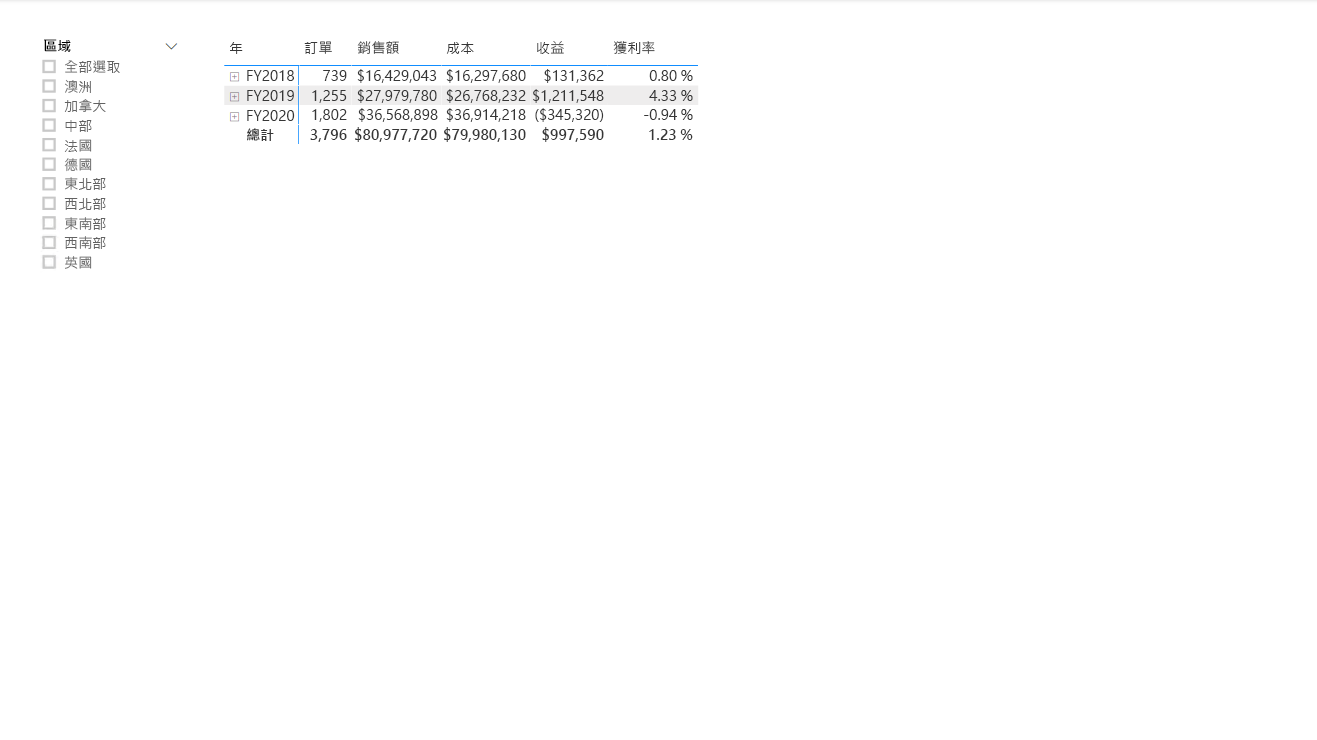 區域
全部選取
澳洲
加拿大
中部
法國
德國
東北部
西北部
東南部
西南部
英國
年 訂單 銷售額 成本 收益 獲利率
FY2018 739 $16,429,043 $16,297,680 $131,362 0.80 %
FY2019 1,255 $27,979,780 $26,768,232 $1,211,548 4.33 %
FY2020 1,802 $36,568,898 $36,914,218 ($345,320) -0.94 %
總計 3,796 $80,977,720 $79,980,130 $997,590 1.23 %